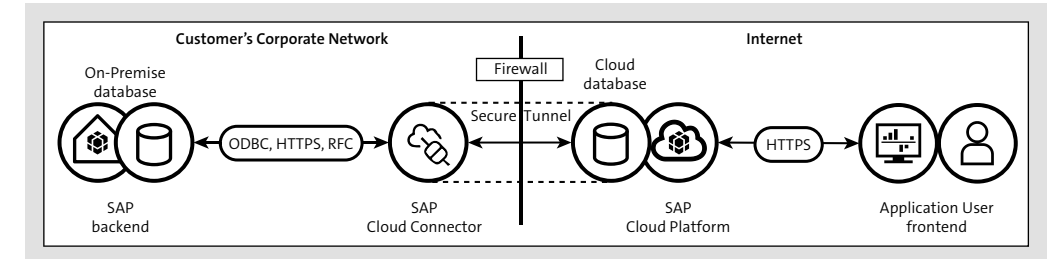 Customer's Corporate Network
Internet
Firewall
On-Premise
database
Cloud
database
Secure Tunnel
ODBC, HTTPS, RFC
HTTPS
SAP
backend
SAP
Cloud Connector
SAP
Cloud Platform
Application User
frontend